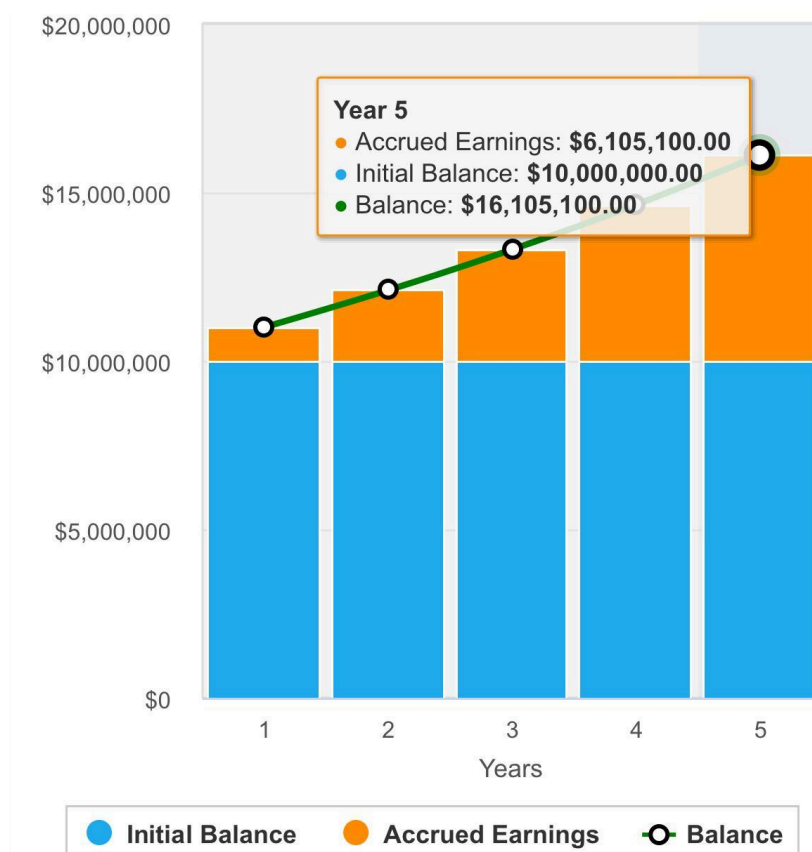 $20,000,000
Year 5
Accrued Earnings: $6,105,100.00
Initial Balance: $10,000,000.00
$15,000,000
Balance: $16,105,100.00
$10,000,000
$5,000,000
$0
1 2 3 4 5
Years
Initial Balance Accrued Earnings Balance